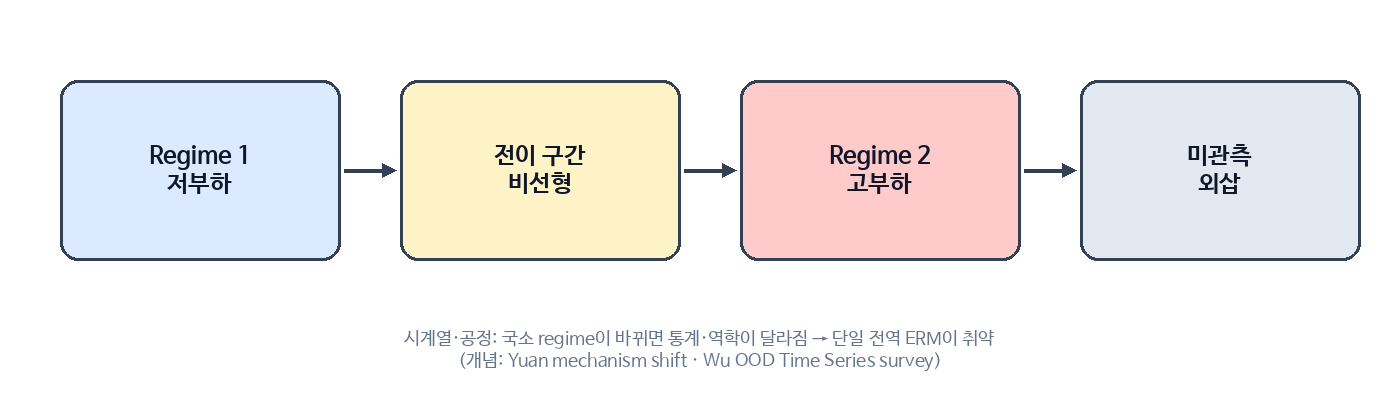 Regime 1
저부하
전이 구간
비선형
Regime 2
고부하
미관측
외삽
시계열·공정: 국소 regime이 바뀌면 통계·역학이 달라짐 → 단일 전역 ERM이 취약
(개념: Yuan mechanism shift · Wu OOD Time Series survey)